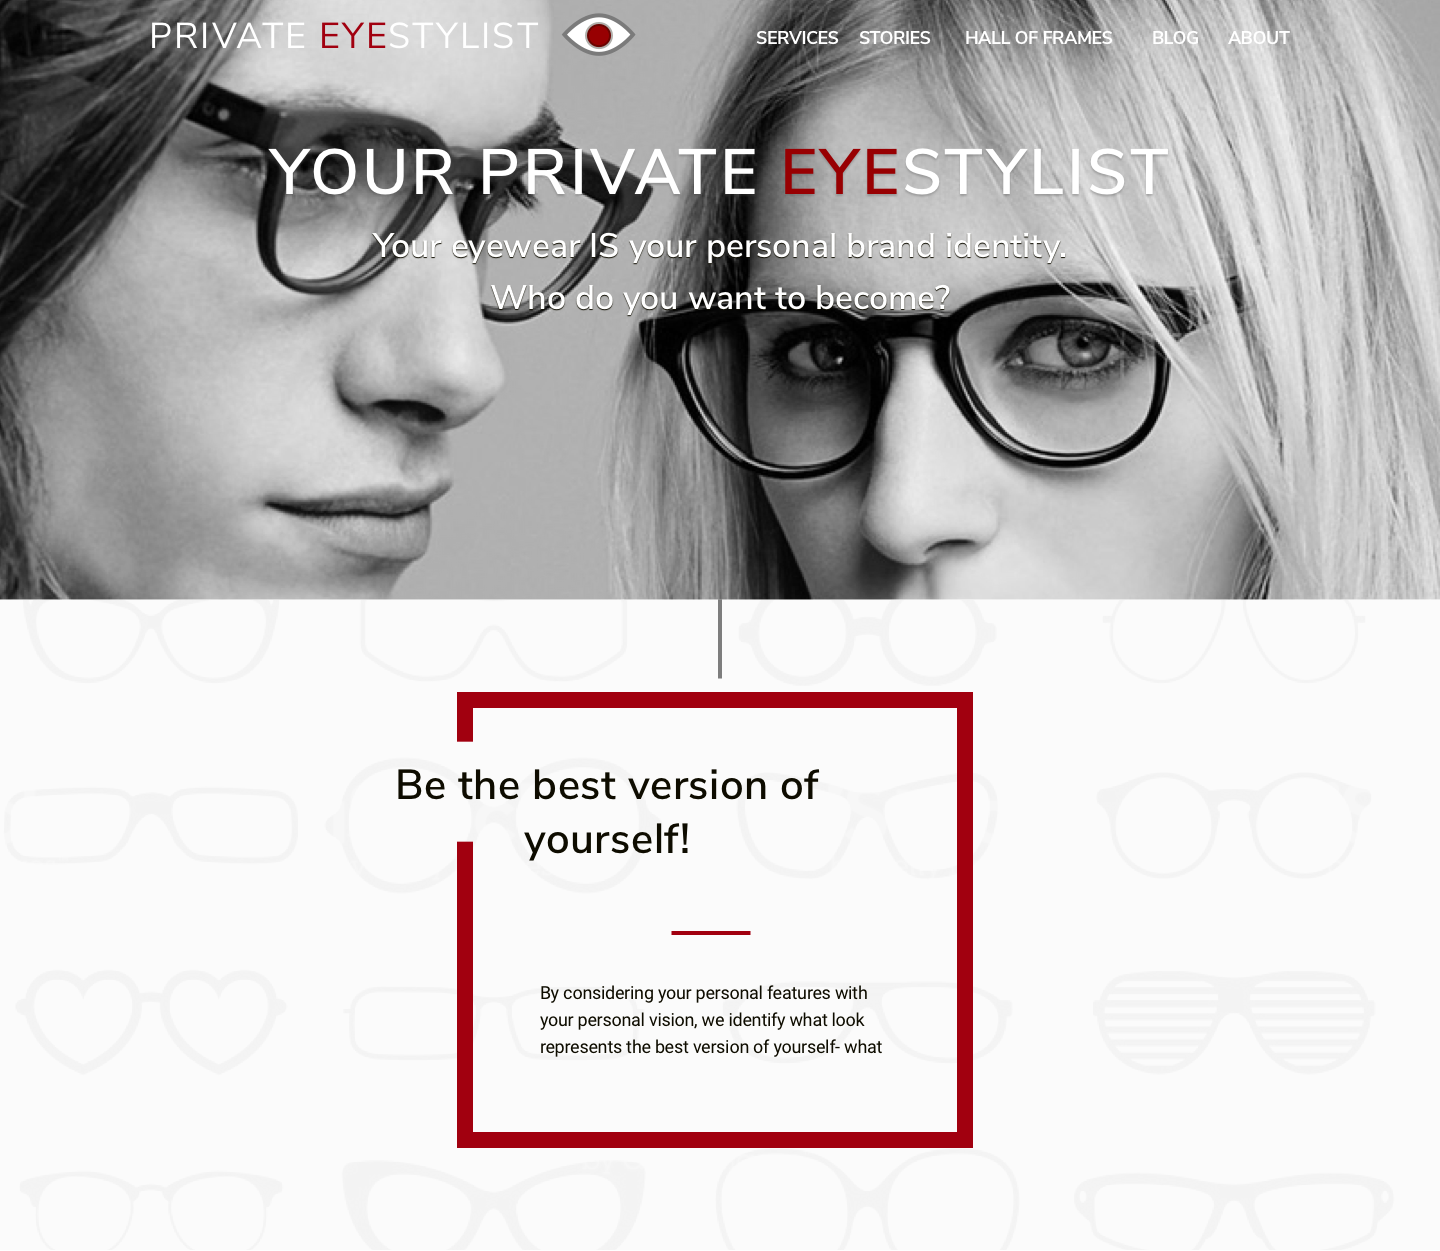 PRIVATE EYESTYLIST
SERVICES STORIES HALL OF FRAMES BLOG ABOUT
YOUR PRIVATE EYESTYLIST
Your eyewear IS your personal brand identity.
Who do you want to become?
Be the best version of
yourself!
By considering your personal features with
your personal vision, we identify what look
represents the best version of yourself- what